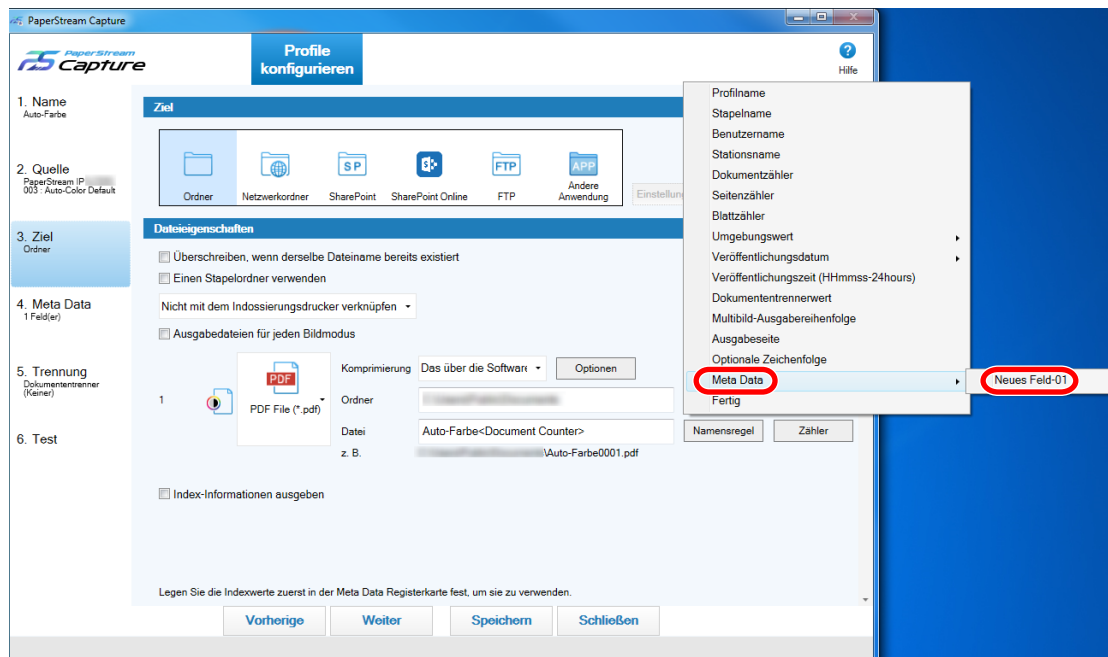 PaperStream Capture
PaperStream
Capture
Profile
konfigurieren
?
Hilfe
1. Name
Auto-Farbe
2. Quelle
PaperStream IP
003 : Auto-Color Default
3. Ziel
Ordner
4. Meta Data
1 Feld(er)
5. Trennung
Dokumententrenner
(Keiner)
6. Test
Ziel
Ordner
Netzwerkordner
SP
SharePoint
SharePoint Online
FTP
FTP
APP
Andere
Anwendung
Einstellun
Dateieigenschaften
Überschreiben, wenn derselbe Dateiname bereits existiert
Einen Stapelordner verwenden
Nicht mit dem Indossierungsdrucker verknüpfen
Ausgabedateien für jeden Bildmodus
1
PDF
PDF File (*.pdf)
Komprimierung
Das über die Software
Optionen
Ordner
Datei
Auto-Farbe<Document Counter>
Namensregel
Zähler
z. B.
\Auto-Farbe0001.pdf
Index-Informationen ausgeben
Legen Sie die Indexwerte zuerst in der Meta Data Registerkarte fest, um sie zu verwenden.
Vorherige
Weiter
Speichern
Schließen
Profilname
Stapelname
Benutzername
Stationsname
Dokumentzähler
Seitenzähler
Blattzähler
Umgebungswert
Veröffentlichungsdatum
Veröffentlichungszeit (HHmmss-24hours)
Dokumententrennerwert
Multibild-Ausgabereihenfolge
Ausgabeseite
Optionale Zeichenfolge
Meta Data
Neues Feld-01
Fertig